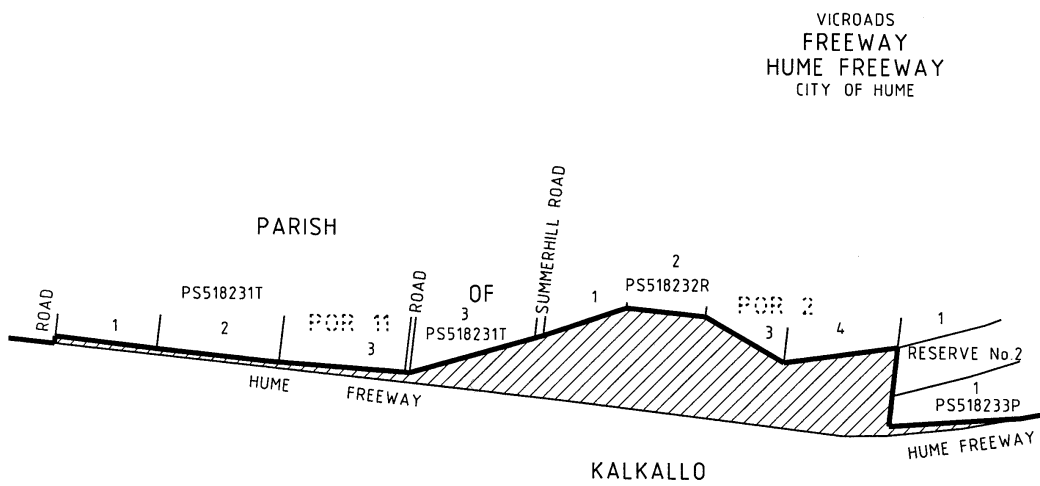 VICROADS
FREEWAY
HUME FREEWAY
CITY OF HUME
PARISH
OF
ROAD
1
PS518231T
2
POR 11
3
ROAD
3
PS518231T
SUMMERHILL ROAD
1
2
PS518232R
POR 2
3
4
1
RESERVE No.2
1
PS518233P
HUME FREEWAY
HUME FREEWAY
KALKALLO